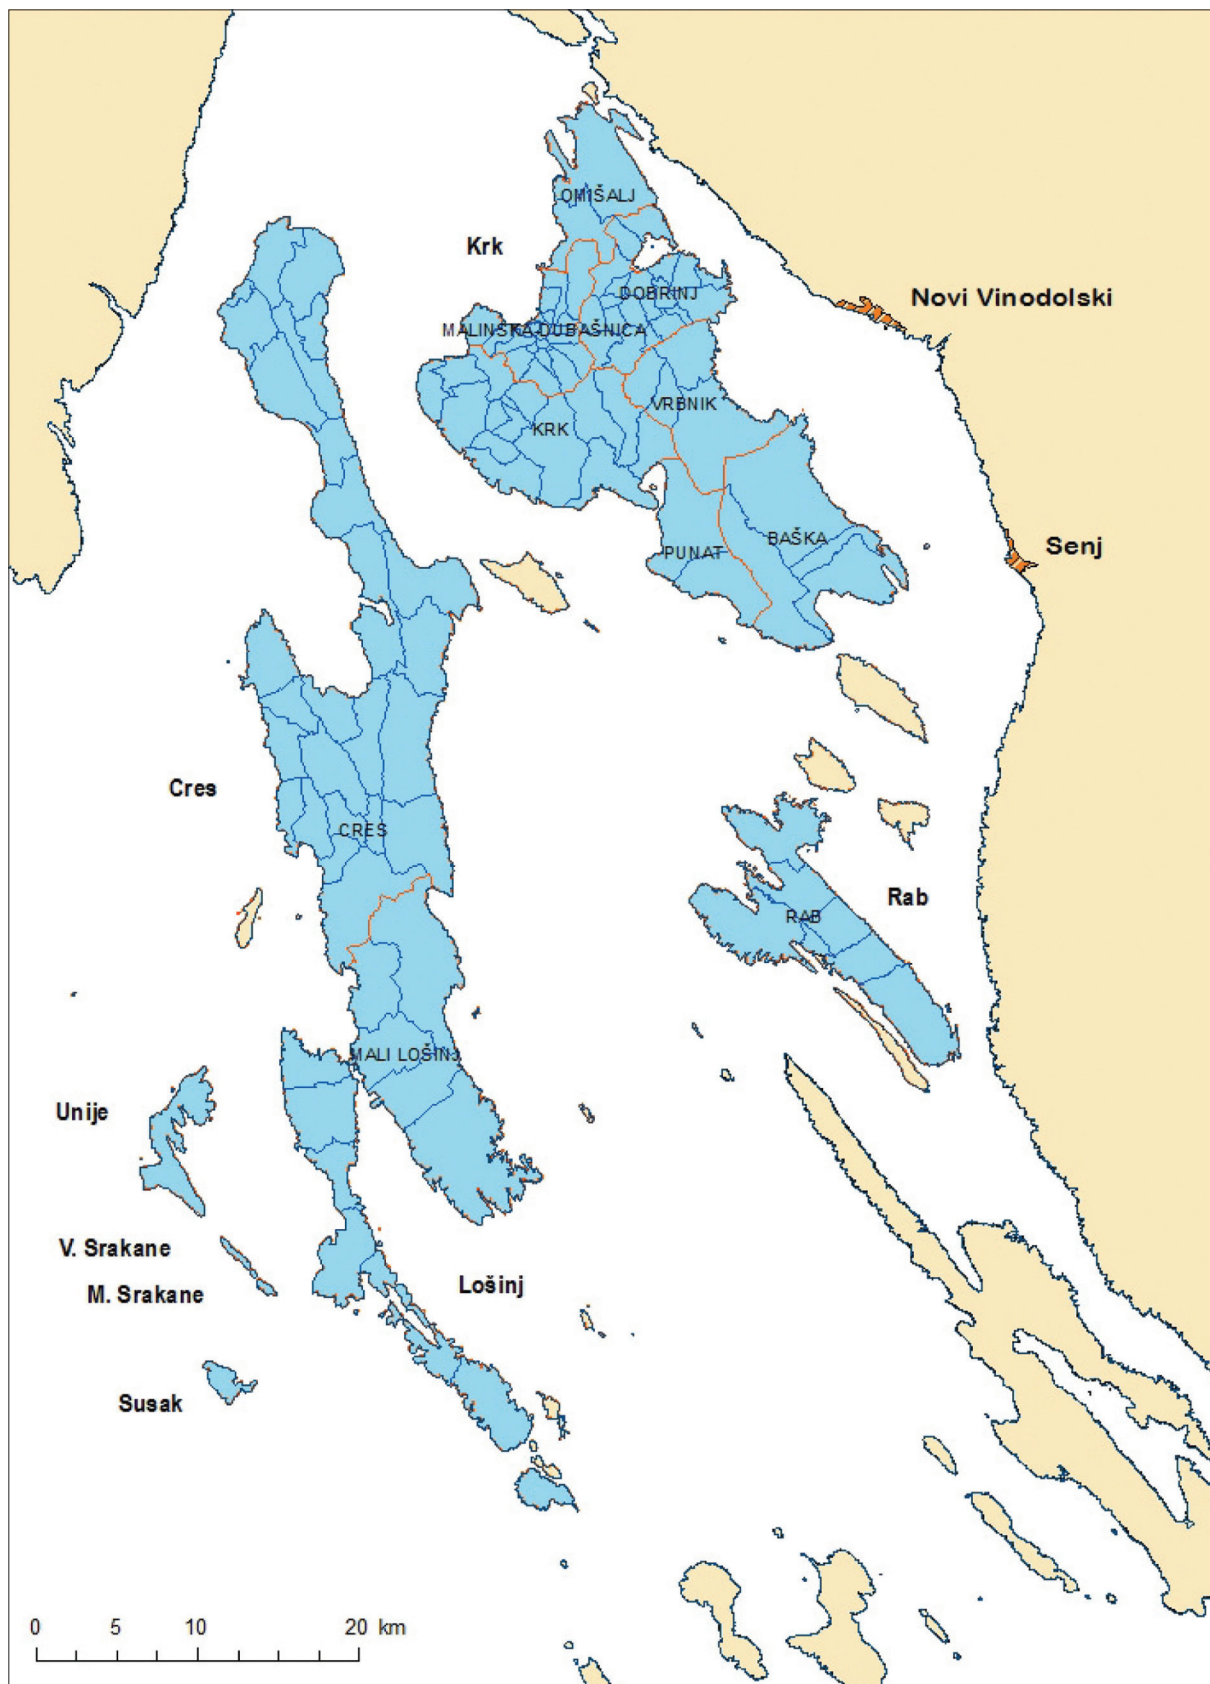 OMIŠALJ
Krk
DOBRINJ
Novi Vinodolski
MALINSKA-DUBAŠNICA
VRBNIK
KRK
BAŠKA
Senj
PUNAT
Cres
CRES
Rab
RAB
MALI LOŠINJ
Unije
V. Srakane
Lošinj
M. Srakane
Susak
0 5 10 20 km